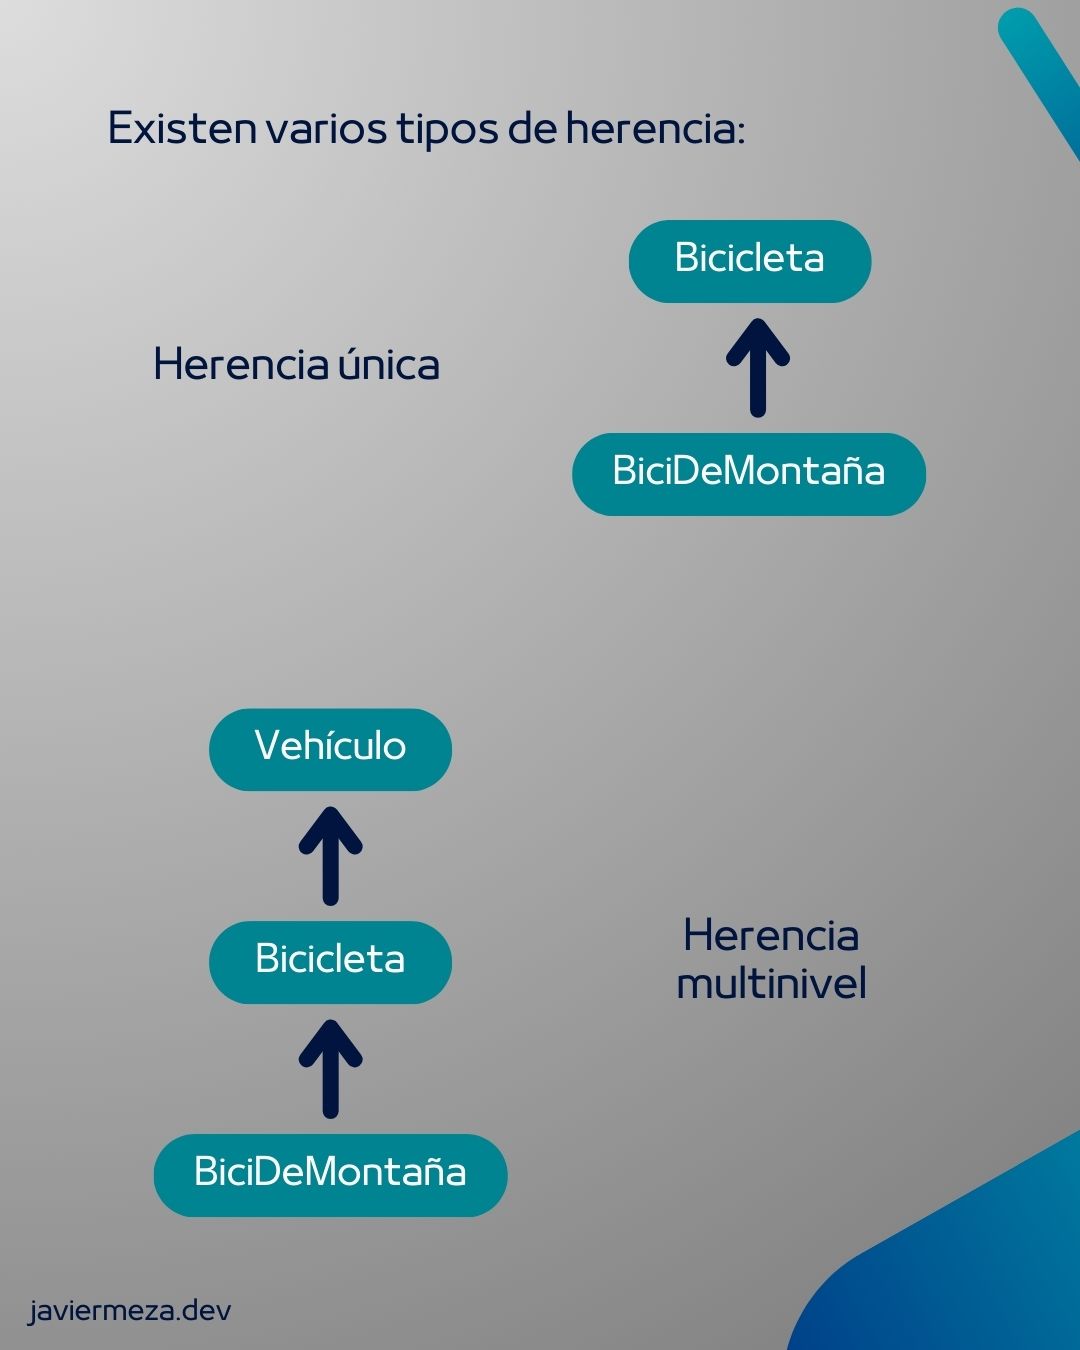 Existen varios tipos de herencia:
Bicicleta
Herencia única
BiciDeMontaña
Vehículo
Bicicleta
Herencia
multinivel
BiciDeMontaña
javiermeza.dev